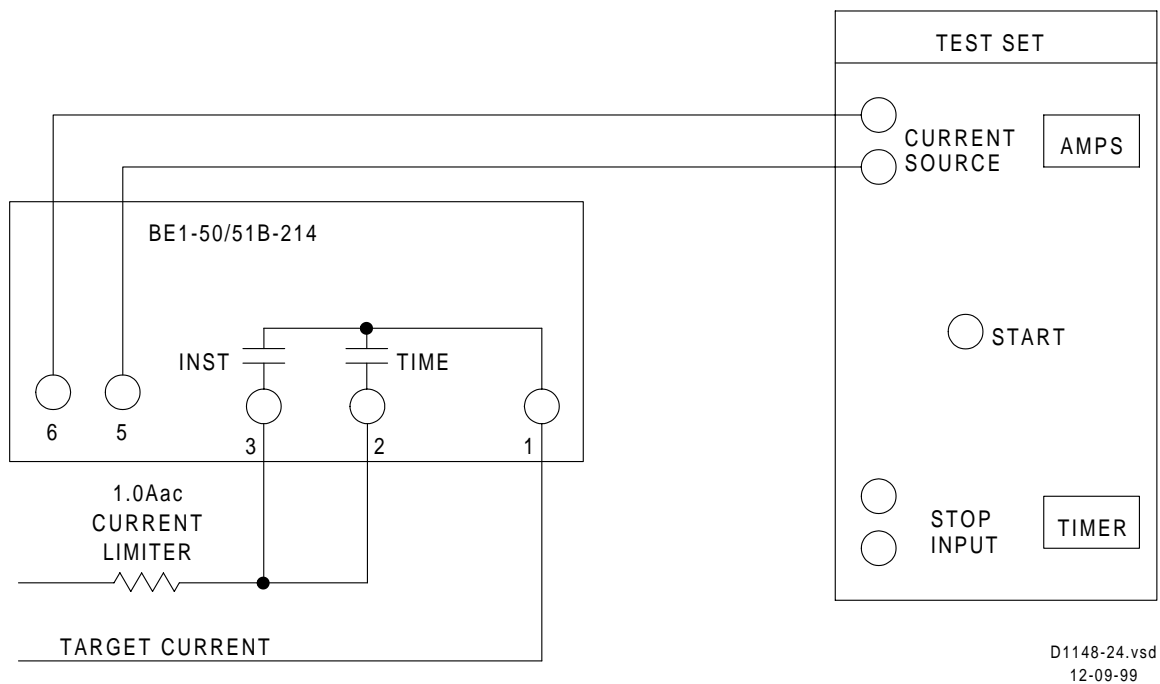 TEST SET
CURRENT
SOURCE
AMPS
BE1-50/51B-214
INST
TIME
START
6
5
3
2
1
1.0Aac
CURRENT
LIMITER
STOP
INPUT
TIMER
TARGET CURRENT
D1148-24.vsd
12-09-99